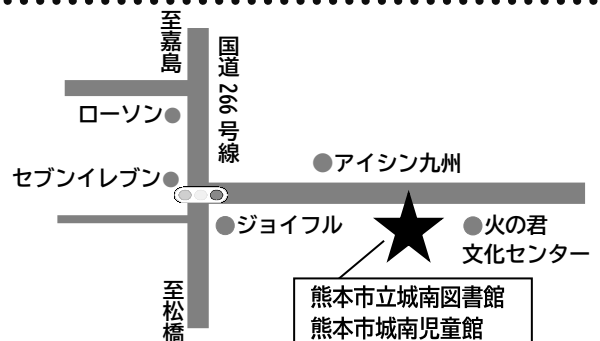 至嘉島
国道266号線
ローソン
アイシン九州
セブンイレブン
ジョイフル
火の君
文化センター
至松橋
熊本市立城南図書館
熊本市城南児童館